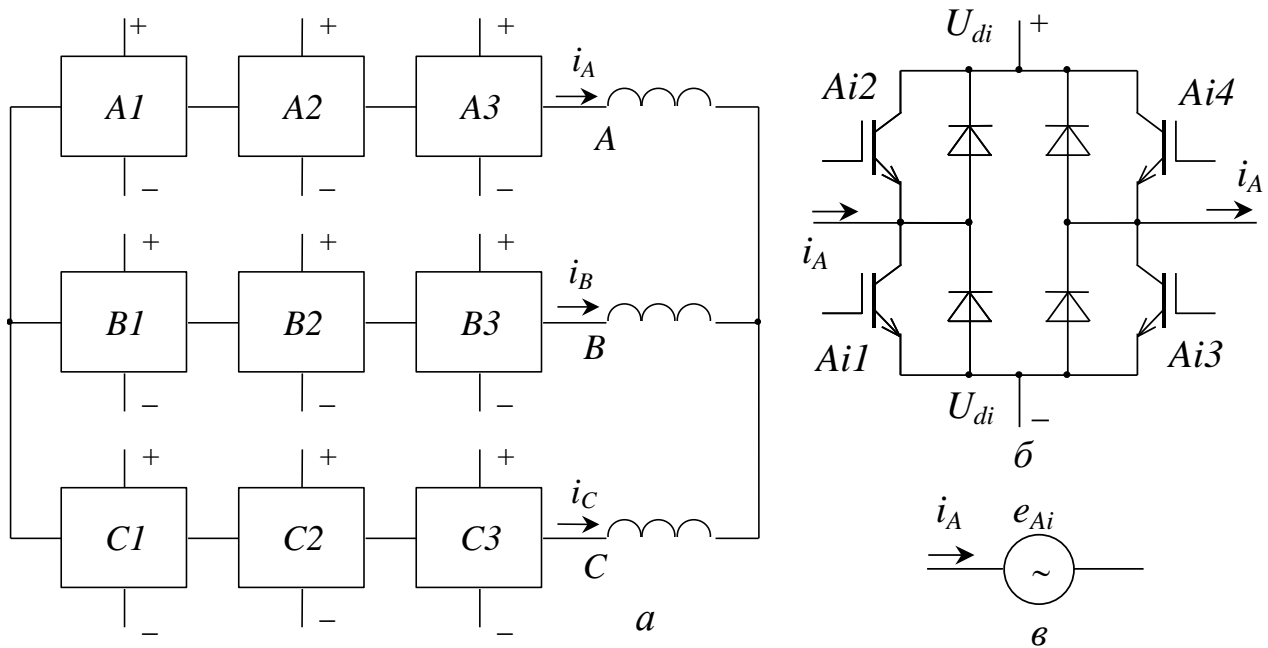 + + +
A1 A2 A3
i_A
A
− − −
+ + +
B1 B2 B3
i_B
B
− − −
+ + +
C1 C2 C3
i_C
C
− − −
а
U_di +
Ai2 Ai4
i_A i_A
Ai1 Ai3
U_di −
б
i_A e_Ai
~
в